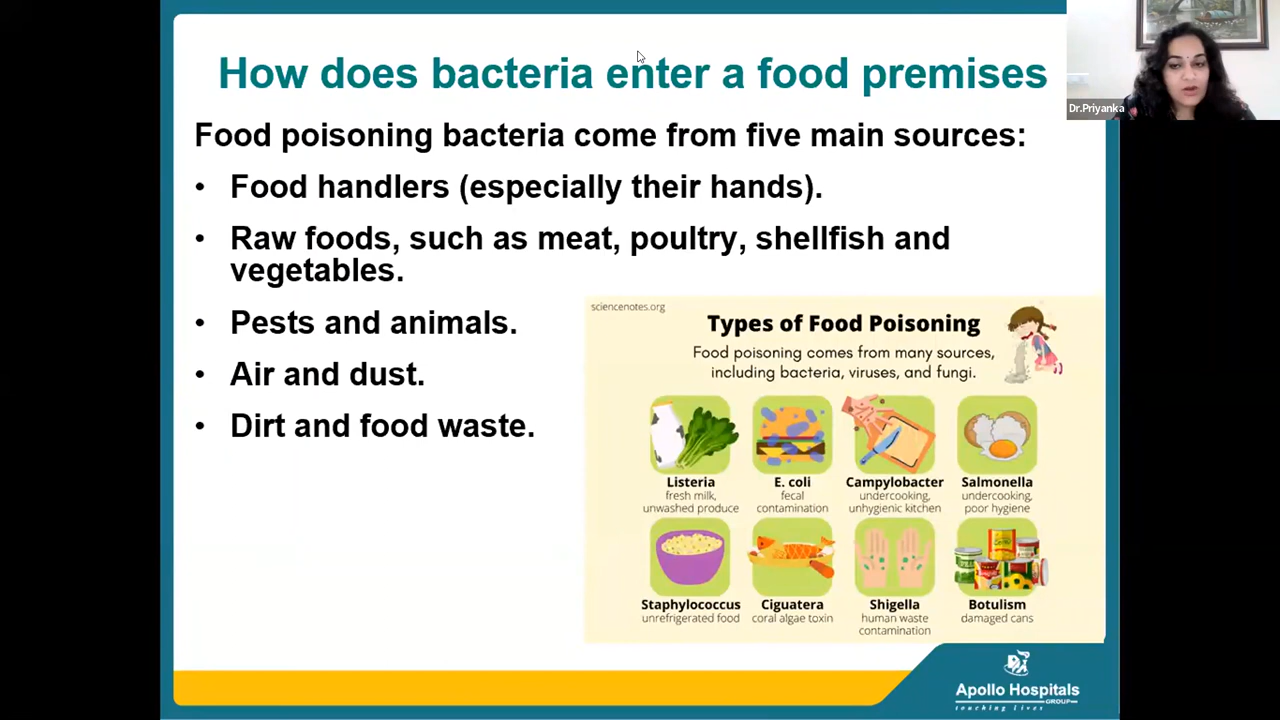 How does bacteria enter a food premises
Dr.Priyanka
Food poisoning bacteria come from five main sources:
• Food handlers (especially their hands).
• Raw foods, such as meat, poultry, shellfish and
vegetables.
• Pests and animals.
• Air and dust.
• Dirt and food waste.
sciencenotes.org
Types of Food Poisoning
Food poisoning comes from many sources,
including bacteria, viruses, and fungi.
Listeria
fresh milk,
unwashed produce
E. coli
fecal
contamination
Campylobacter
undercooking,
unhygienic kitchen
Salmonella
undercooking,
poor hygiene
Staphylococcus
unrefrigerated food
Ciguatera
coral algae toxin
Shigella
human waste
contamination
Botulism
damaged cans
Apollo Hospitals
GROUP
touching lives